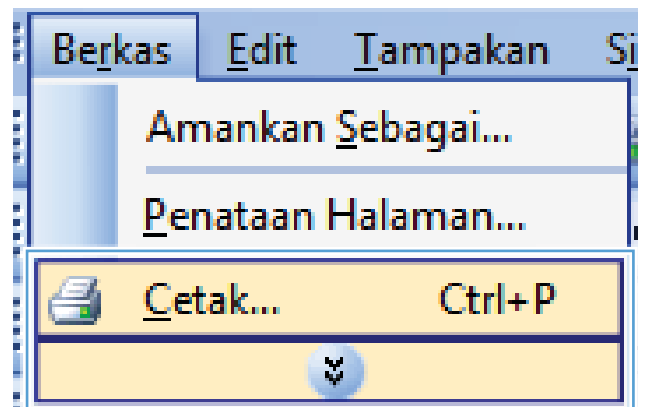 Berkas Edit Tampakan Si
Amankan Sebagai...
Penataan Halaman...
Cetak... Ctrl+P